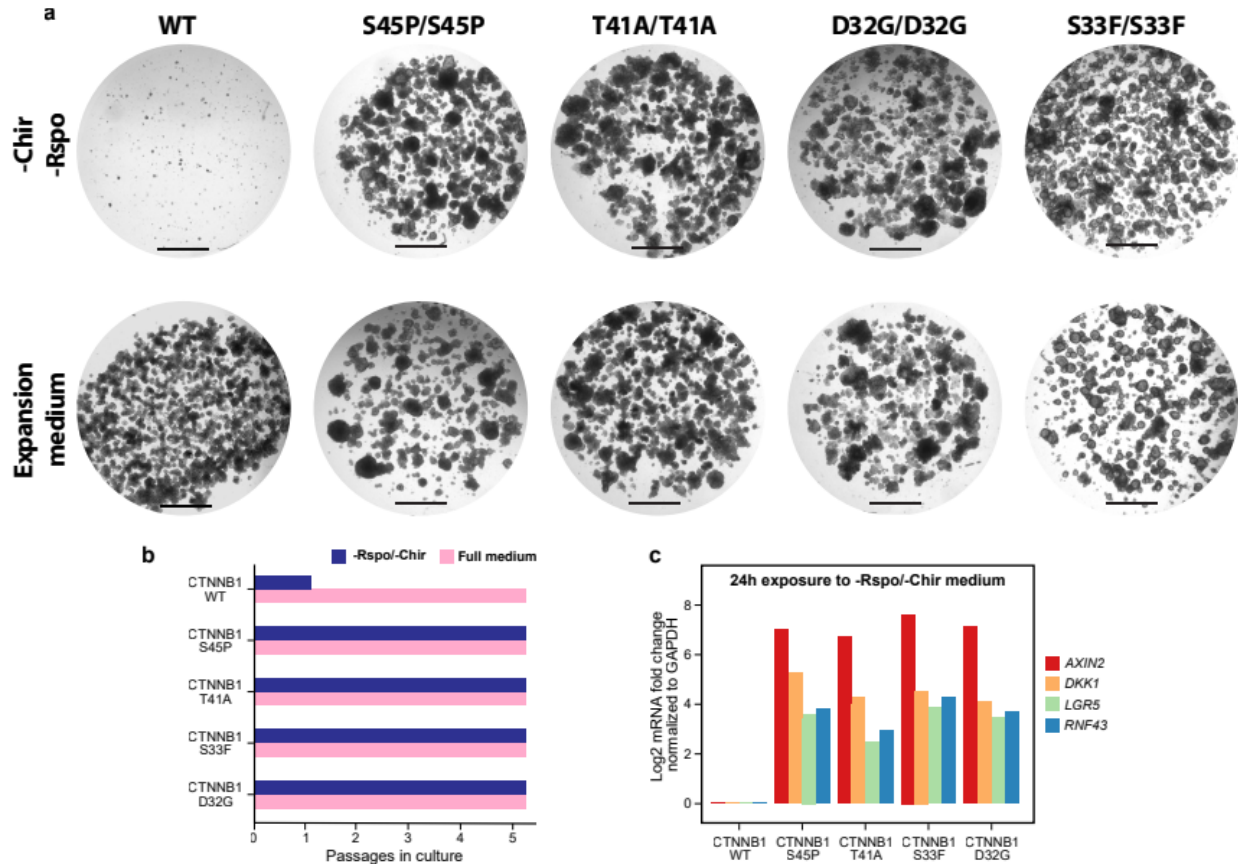 a
WT
S45P/S45P
T41A/T41A
D32G/D32G
S33F/S33F
-Chir
-Rspo
Expansion
medium
b
-Rspo/-Chir
Full medium
CTNNB1
WT
CTNNB1
S45P
CTNNB1
T41A
CTNNB1
S33F
CTNNB1
D32G
0 1 2 3 4 5
Passages in culture
c
24h exposure to -Rspo/-Chir medium
Log2 mRNA fold change
normalized to GAPDH
8
6
4
2
0
CTNNB1 CTNNB1 CTNNB1 CTNNB1 CTNNB1
WT S45P T41A S33F D32G
AXIN2
DKK1
LGR5
RNF43